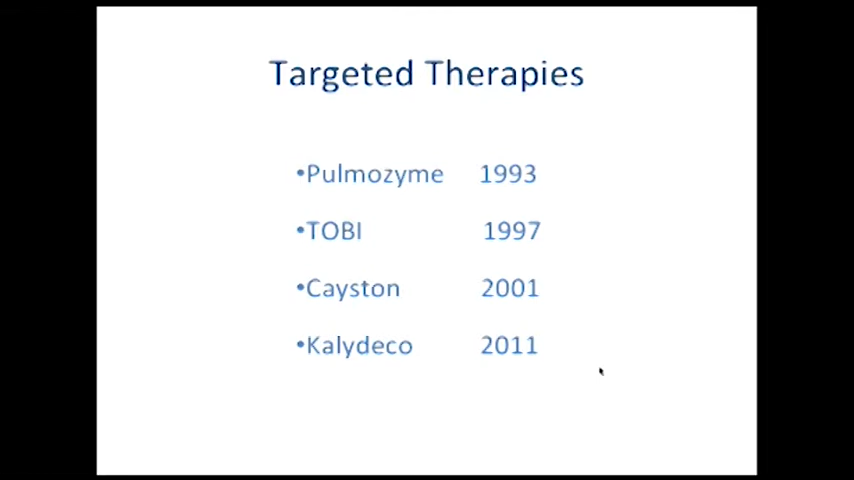 Targeted Therapies
•Pulmozyme 1993
•TOBI 1997
•Cayston 2001
•Kalydeco 2011